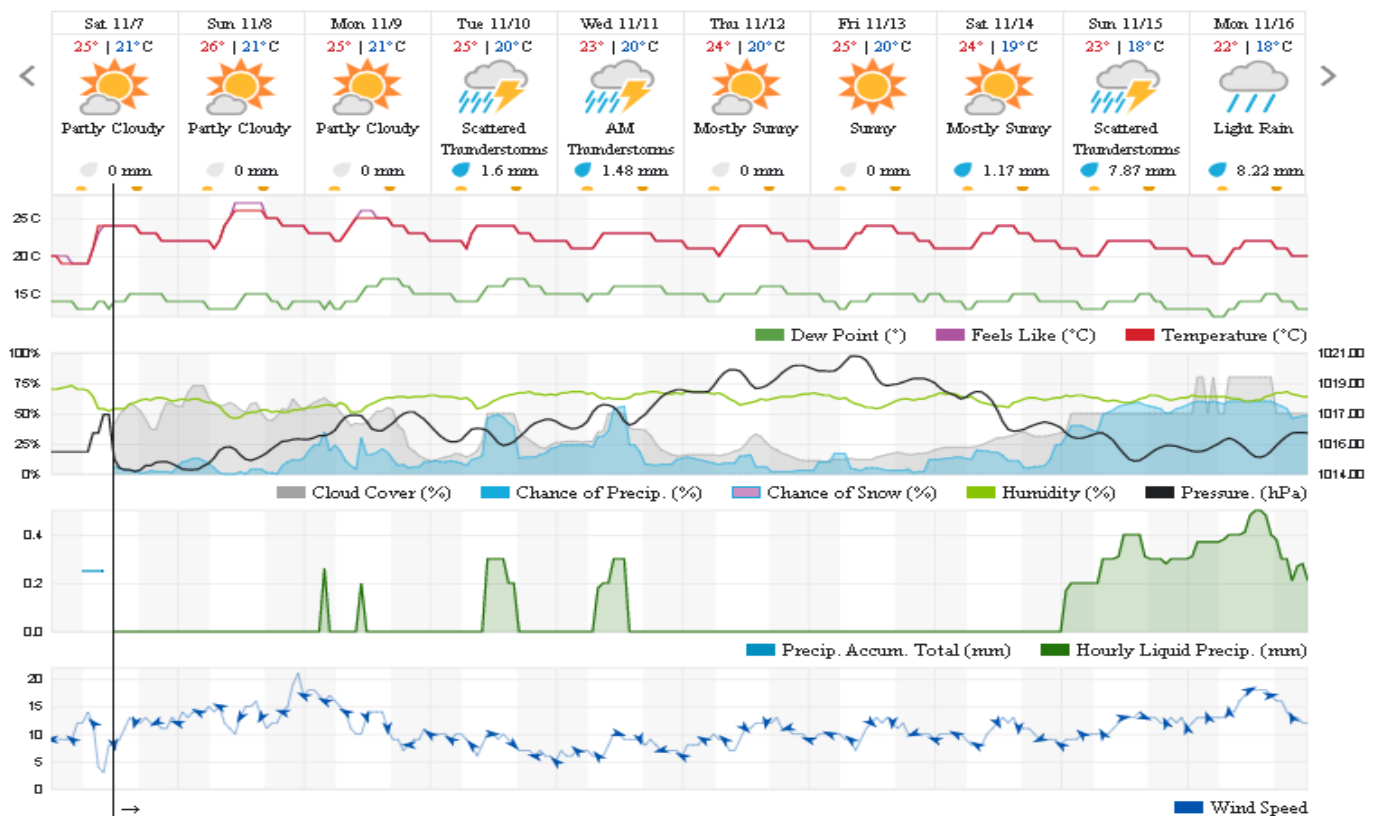 Sat 11/7 Sun 11/8 Mon 11/9 Tue 11/10 Wed 11/11 Thu 11/12 Fri 11/13 Sat 11/14 Sun 11/15 Mon 11/16
25° | 21°C 26° | 21°C 25° | 21°C 25° | 20°C 23° | 20°C 24° | 20°C 25° | 20°C 24° | 19°C 23° | 18°C 22° | 18°C
Partly Cloudy Partly Cloudy Partly Cloudy Scattered AM Mostly Sunny Sunny Mostly Sunny Scattered Light Rain
Thunderstorms Thunderstorms Thunderstorms
0 mm 0 mm 0 mm 1.6 mm 1.48 mm 0 mm 0 mm 1.17 mm 7.87 mm 8.22 mm
25 C
20 C
15 C
Dew Point (°) Feels Like (°C) Temperature (°C)
100% 1021.00
75% 1019.00
50% 1017.00
25% 1016.00
0% 1014.00
Cloud Cover (%) Chance of Precip. (%) Chance of Snow (%) Humidity (%) Pressure. (hPa)
0.4
0.2
0.0
Precip. Accum. Total (mm) Hourly Liquid Precip. (mm)
20
15
10
5
0
→
Wind Speed